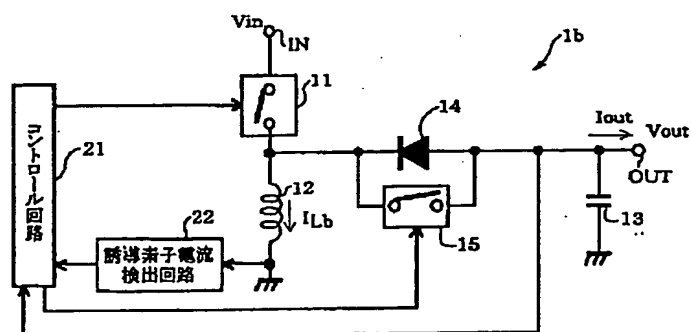 Vin
IN
1b
11
コントロール回路
21
14
Iout
Vout
OUT
12
ILb
13
15
22
誘導素子電流
検出回路